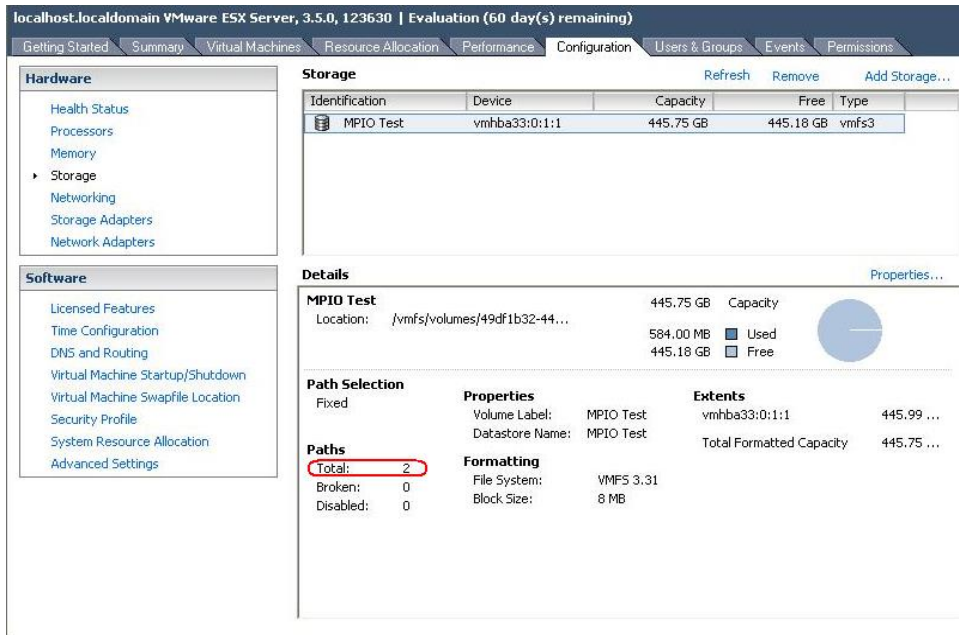 localhost.localdomain VMware ESX Server, 3.5.0, 123630 | Evaluation (60 day(s) remaining)
Getting Started Summary Virtual Machines Resource Allocation Performance Configuration Users & Groups Events Permissions
Hardware
Health Status
Processors
Memory
Storage
Networking
Storage Adapters
Network Adapters
Software
Licensed Features
Time Configuration
DNS and Routing
Virtual Machine Startup/Shutdown
Virtual Machine Swapfile Location
Security Profile
System Resource Allocation
Advanced Settings
Storage Refresh Remove Add Storage...
Identification Device Capacity Free Type
MPIO Test vmhba33:0:1:1 445.75 GB 445.18 GB vmfs3
Details Properties...
MPIO Test 445.75 GB Capacity
Location: /vmfs/volumes/49df1b32-44...
584.00 MB Used
445.18 GB Free
Path Selection
Fixed
Paths
Total: 2
Broken: 0
Disabled: 0
Properties
Volume Label: MPIO Test
Datastore Name: MPIO Test
Formatting
File System: VMFS 3.31
Block Size: 8 MB
Extents
vmhba33:0:1:1 445.99 ...
Total Formatted Capacity 445.75 ...